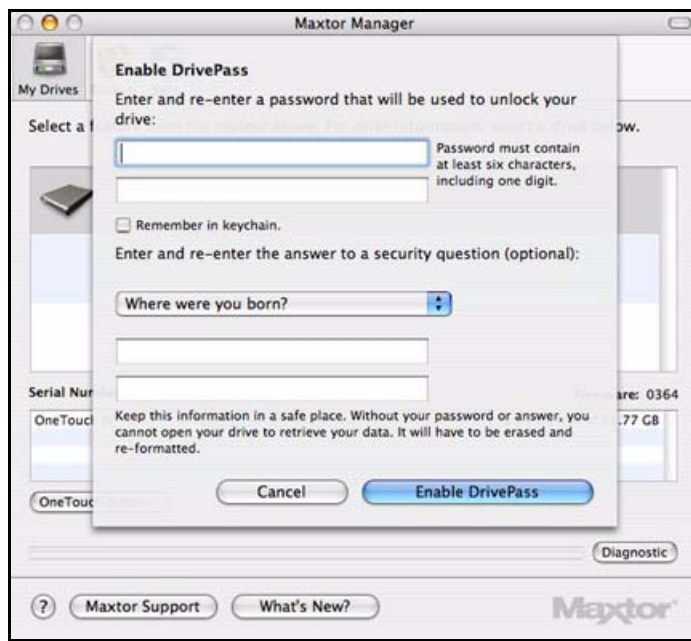 Maxtor Manager
My Drives
Enable DrivePass
Enter and re-enter a password that will be used to unlock your
drive:
Select a
ow.
Password must contain
at least six characters,
including one digit.
Remember in keychain.
Enter and re-enter the answer to a security question (optional):
Where were you born?
Serial Nu
are: 0364
OneTouc
.77 GB
Keep this information in a safe place. Without your password or answer, you
cannot open your drive to retrieve your data. It will have to be erased and
re-formatted.
Cancel
Enable DrivePass
OneTouc
Diagnostic
?
Maxtor Support
What's New?
Maxtor